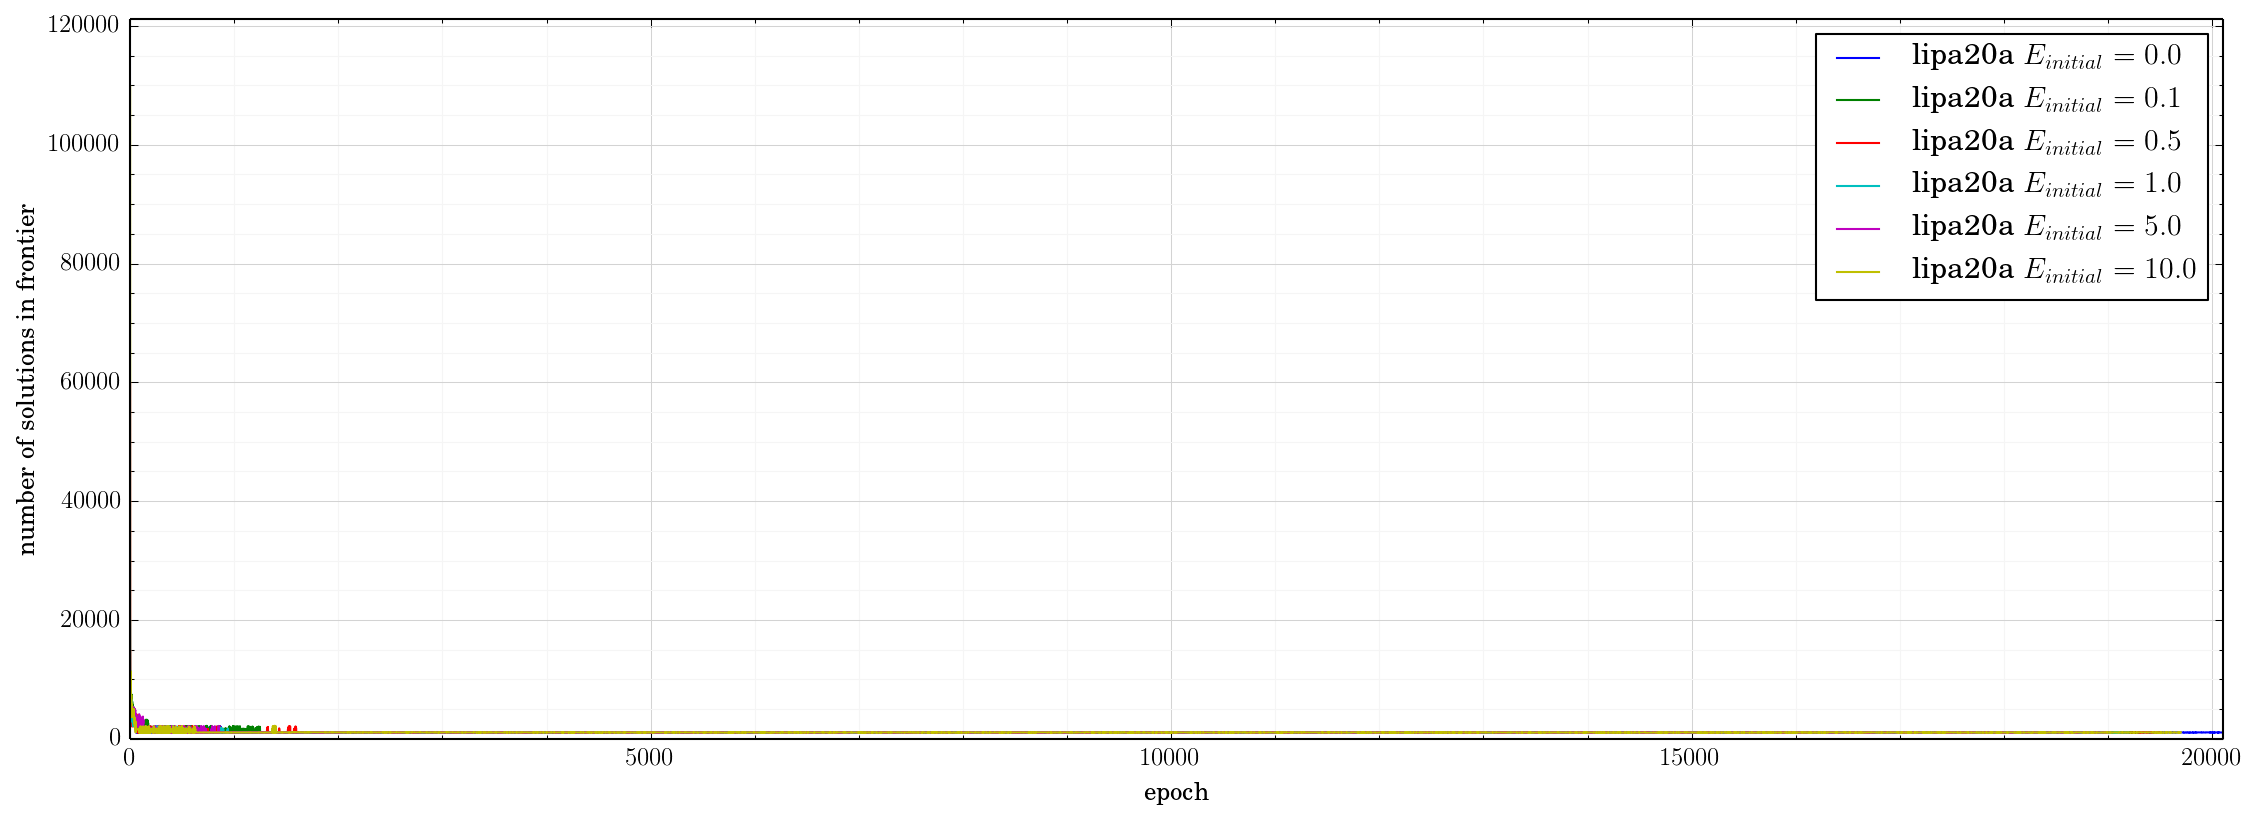 120000
100000
80000
60000
40000
20000
0
number of solutions in frontier
lipa20a E_initial = 0.0
lipa20a E_initial = 0.1
lipa20a E_initial = 0.5
lipa20a E_initial = 1.0
lipa20a E_initial = 5.0
lipa20a E_initial = 10.0
0 5000 10000 15000 20000
epoch